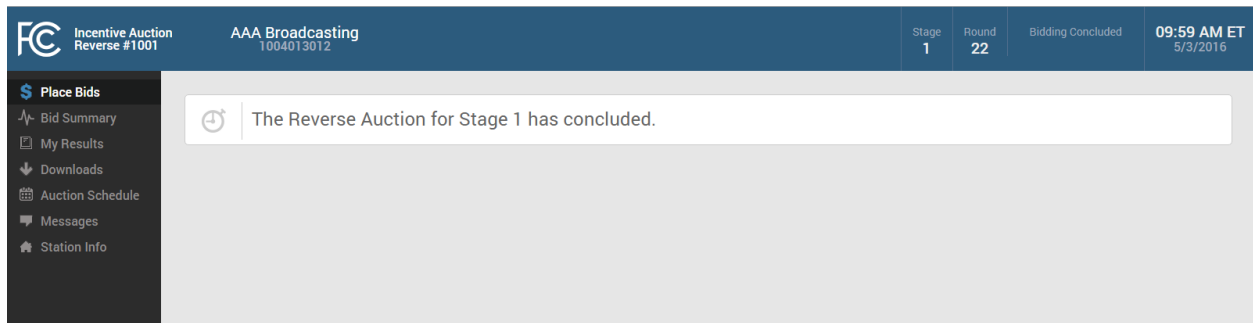 FCC
Incentive Auction
Reverse #1001
AAA Broadcasting
1004013012
Stage
1
Round
22
Bidding Concluded
09:59 AM ET
5/3/2016
$ Place Bids
Bid Summary
My Results
Downloads
Auction Schedule
Messages
Station Info
The Reverse Auction for Stage 1 has concluded.